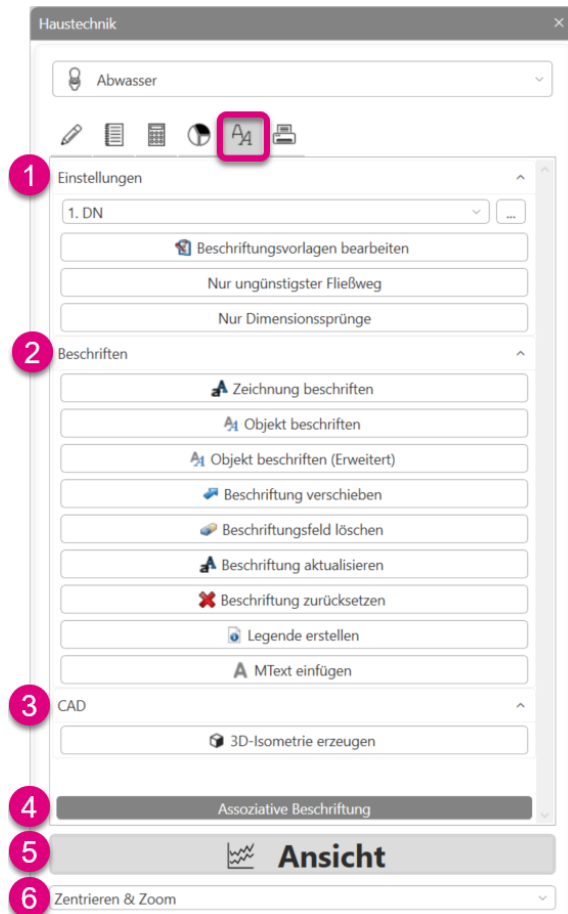 Haustechnik
Abwasser
1 Einstellungen
1. DN
...
Beschriftungsvorlagen bearbeiten
Nur ungünstigster Fließweg
Nur Dimensionssprünge
2 Beschriften
Zeichnung beschriften
Objekt beschriften
Objekt beschriften (Erweitert)
Beschriftung verschieben
Beschriftungsfeld löschen
Beschriftung aktualisieren
Beschriftung zurücksetzen
Legende erstellen
MText einfügen
3 CAD
3D-Isometrie erzeugen
4 Assoziative Beschriftung
5 Ansicht
6 Zentrieren & Zoom